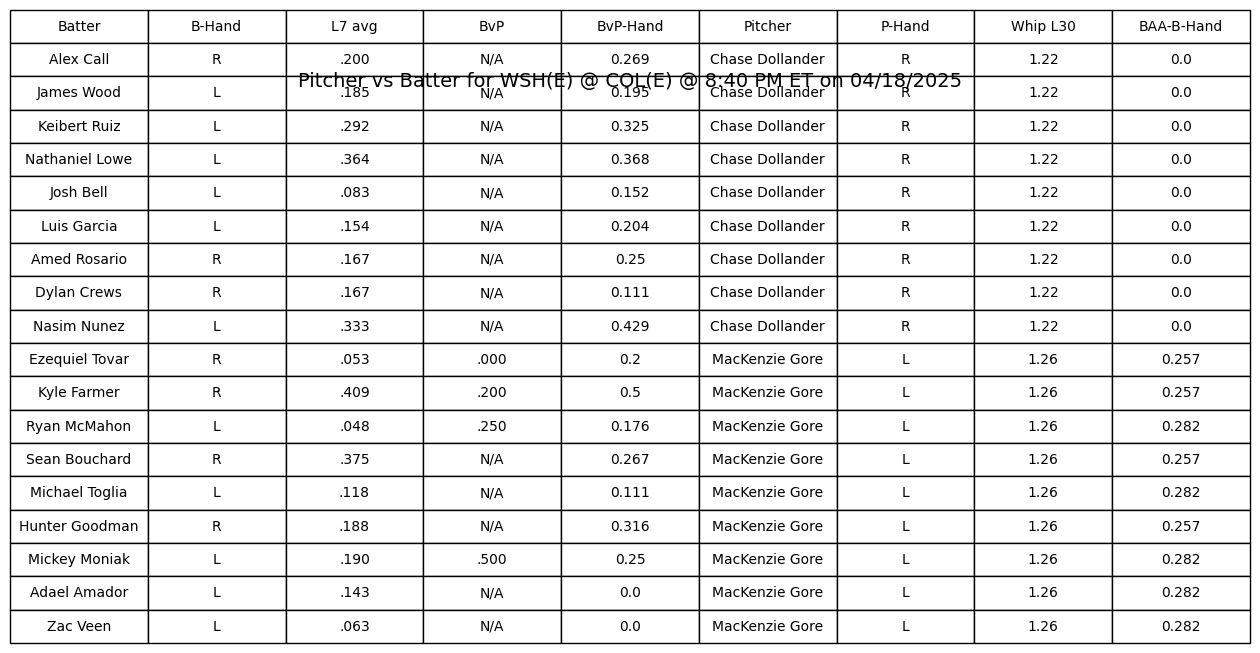 Batter B-Hand L7 avg BvP BvP-Hand Pitcher P-Hand Whip L30 BAA-B-Hand
Alex Call R .200 N/A 0.269 Chase Dollander R 1.22 0.0
Pitcher vs Batter for WSH(E) @ COL(E) @ 8:40 PM ET on 04/18/2025
James Wood L .185 N/A 0.195 Chase Dollander R 1.22 0.0
Keibert Ruiz L .292 N/A 0.325 Chase Dollander R 1.22 0.0
Nathaniel Lowe L .364 N/A 0.368 Chase Dollander R 1.22 0.0
Josh Bell L .083 N/A 0.152 Chase Dollander R 1.22 0.0
Luis Garcia L .154 N/A 0.204 Chase Dollander R 1.22 0.0
Amed Rosario R .167 N/A 0.25 Chase Dollander R 1.22 0.0
Dylan Crews R .167 N/A 0.111 Chase Dollander R 1.22 0.0
Nasim Nunez L .333 N/A 0.429 Chase Dollander R 1.22 0.0
Ezequiel Tovar R .053 .000 0.2 MacKenzie Gore L 1.26 0.257
Kyle Farmer R .409 .200 0.5 MacKenzie Gore L 1.26 0.257
Ryan McMahon L .048 .250 0.176 MacKenzie Gore L 1.26 0.282
Sean Bouchard R .375 N/A 0.267 MacKenzie Gore L 1.26 0.257
Michael Toglia L .118 N/A 0.111 MacKenzie Gore L 1.26 0.282
Hunter Goodman R .188 N/A 0.316 MacKenzie Gore L 1.26 0.257
Mickey Moniak L .190 .500 0.25 MacKenzie Gore L 1.26 0.282
Adael Amador L .143 N/A 0.0 MacKenzie Gore L 1.26 0.282
Zac Veen L .063 N/A 0.0 MacKenzie Gore L 1.26 0.282